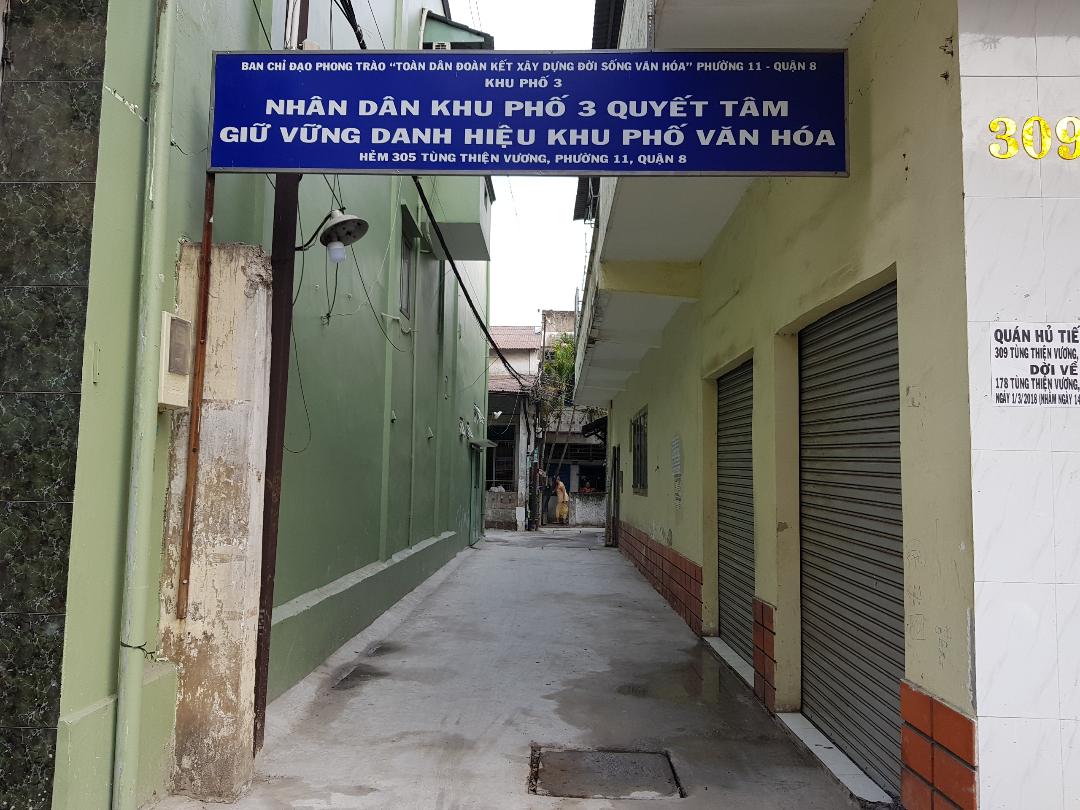 BAN CHỈ ĐẠO PHONG TRÀO "TOÀN DÂN ĐOÀN KẾT XÂY DỰNG ĐỜI SỐNG VĂN HÓA" PHƯỜNG 11 - QUẬN 8
KHU PHỐ 3
NHÂN DÂN KHU PHỐ 3 QUYẾT TÂM
GIỮ VỮNG DANH HIỆU KHU PHỐ VĂN HÓA
HẺM 305 TÙNG THIỆN VƯƠNG, PHƯỜNG 11, QUẬN 8
309
QUÁN HỦ TIẾ
309 TÙNG THIỆN VƯƠNG,
DỜI VỀ
178 TÙNG THIỆN VƯƠNG,
NGÀY 1/3/2018 (NHẰM NGÀY 14